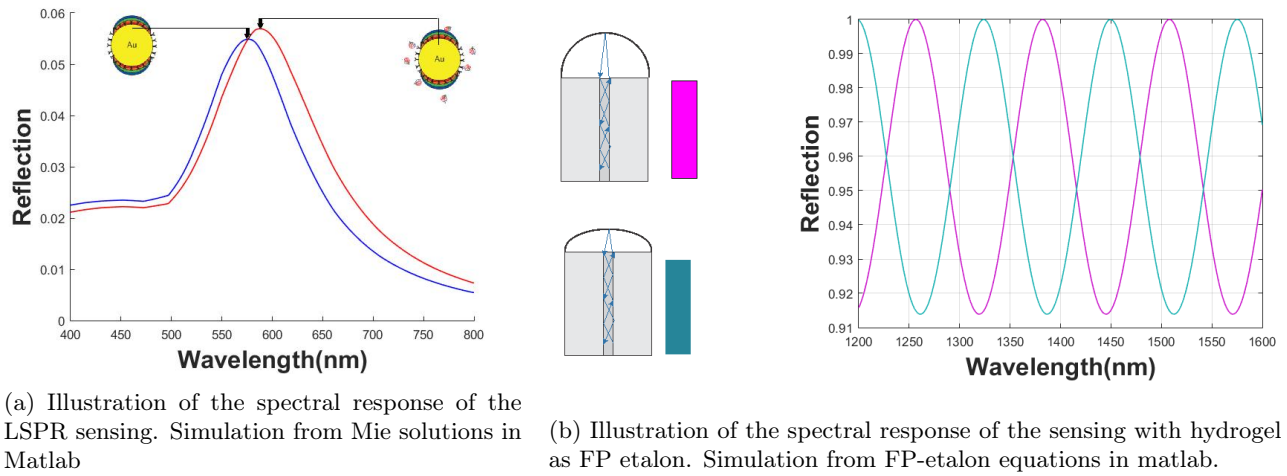 0.06
0.05
0.04
0.03
0.02
0.01
0
400 450 500 550 600 650 700 750 800
Reflection
Wavelength(nm)
Au
Au
(a) Illustration of the spectral response of the
LSPR sensing. Simulation from Mie solutions in
Matlab
1
0.99
0.98
0.97
0.96
0.95
0.94
0.93
0.92
0.91
1200 1250 1300 1350 1400 1450 1500 1550 1600
Reflection
Wavelength(nm)
(b) Illustration of the spectral response of the sensing with hydrogel
as FP etalon. Simulation from FP-etalon equations in matlab.